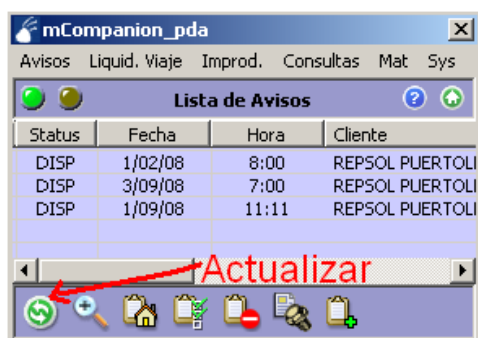 mCompanion_pda
Avisos Liquid. Viaje Improd. Consultas Mat Sys
Lista de Avisos
Status Fecha Hora Cliente
DISP 1/02/08 8:00 REPSOL PUERTOLI
DISP 3/09/08 7:00 REPSOL PUERTOLI
DISP 1/09/08 11:11 REPSOL PUERTOLI
Actualizar